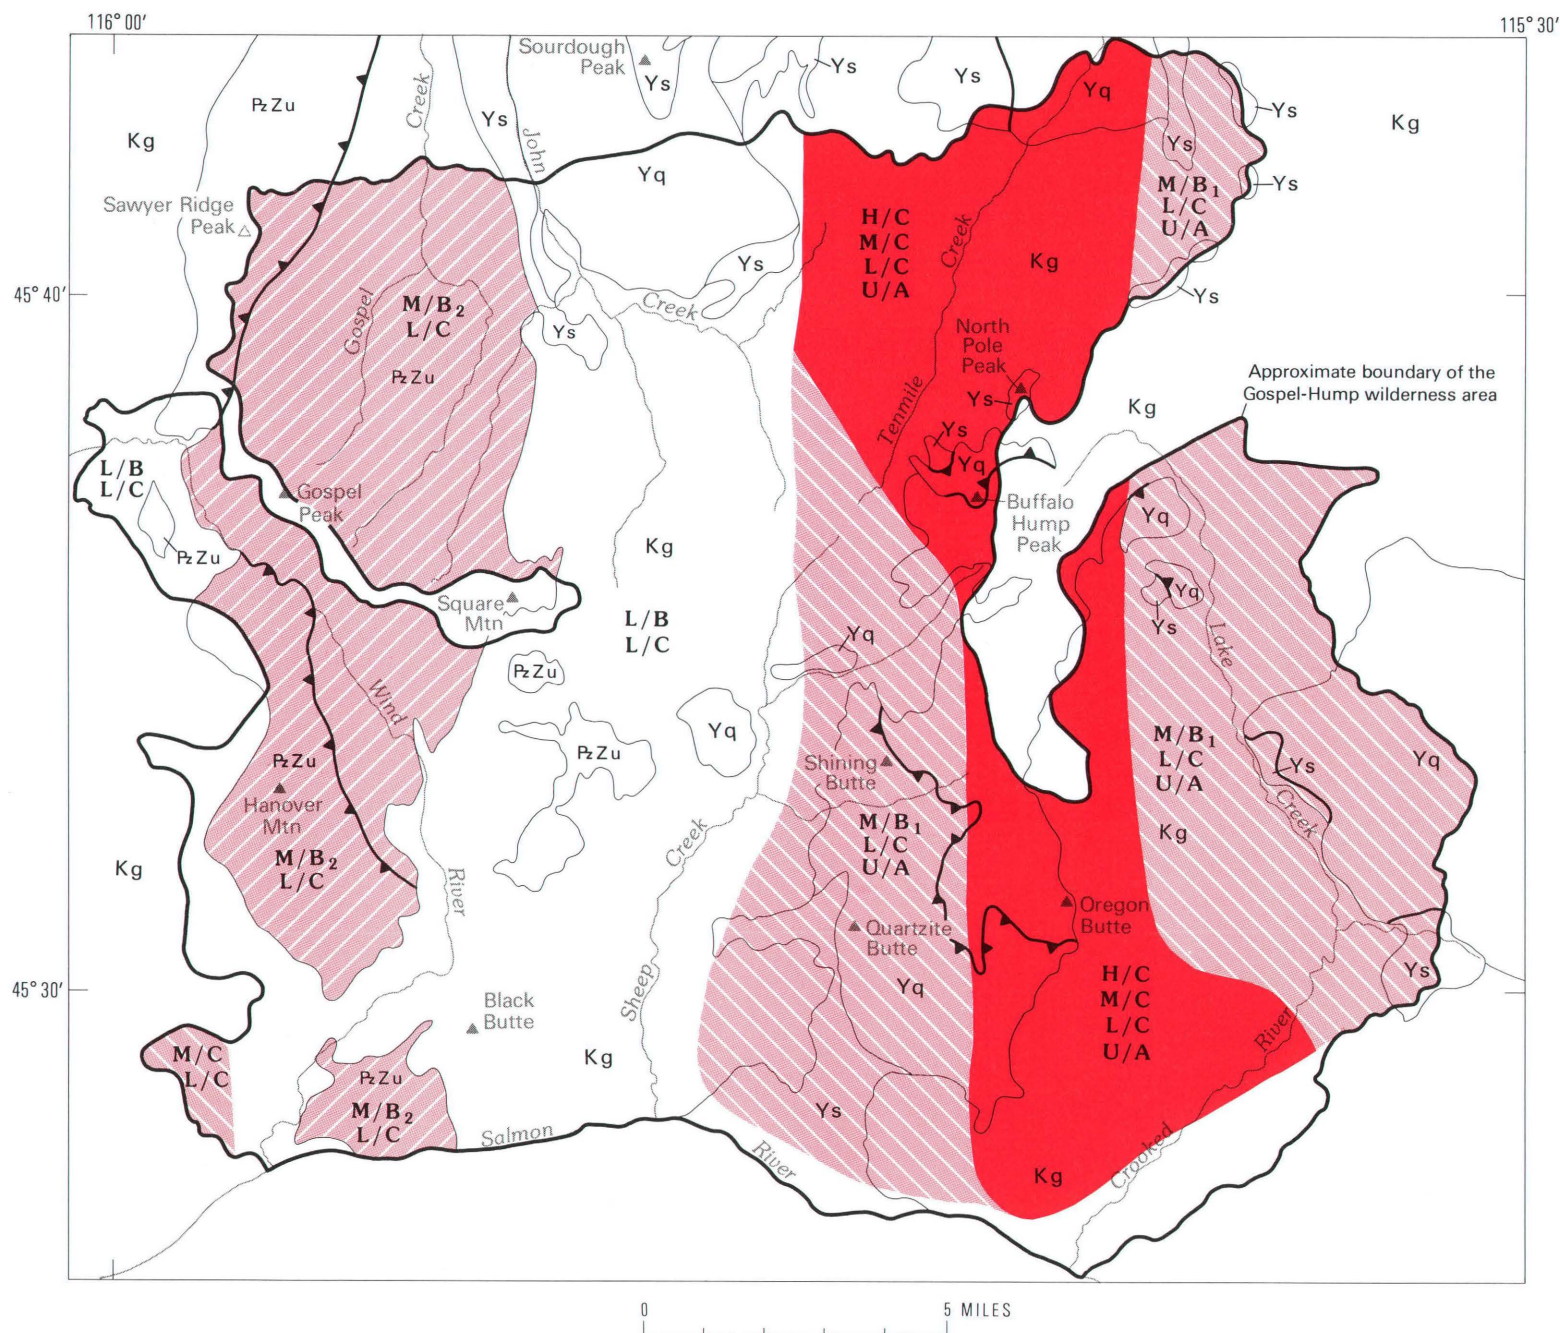 116° 00′
115° 30′
Sourdough
Peak
Ys
Ys
Ys
Kg
PzZu
Creek
Ys
John
Yq
Ys
Kg
Yq
Ys
Ys
Sawyer Ridge
Peak
H/C
M/C
L/C
U/A
Creek
Kg
M/B1
L/C
U/A
Ys
Ys
45° 40′
Gospel
M/B2
L/C
PzZu
Creek
Ys
North
Pole
Peak
Ys
Tenmile
Ys
Yq
Kg
Approximate boundary of the
Gospel-Hump wilderness area
L/B
L/C
Gospel
Peak
PzZu
Buffalo
Hump
Peak
Yq
Kg
Square
Mtn
L/B
L/C
Yq
Yq
Ys
Lake
PzZu
Wind
PzZu
Yq
PzZu
Hanover
Mtn
Shining
Butte
M/B1
L/C
U/A
Ys
Yq
Creek
Kg
Kg
M/B2
L/C
River
Creek
M/B1
L/C
U/A
Quartzite
Butte
Oregon
Butte
Yq
Ys
45° 30′
Black
Butte
Sheep
H/C
M/C
L/C
U/A
River
M/C
L/C
PzZu
M/B2
L/C
Kg
Salmon
River
Ys
Kg
Crooked
0
5 MILES